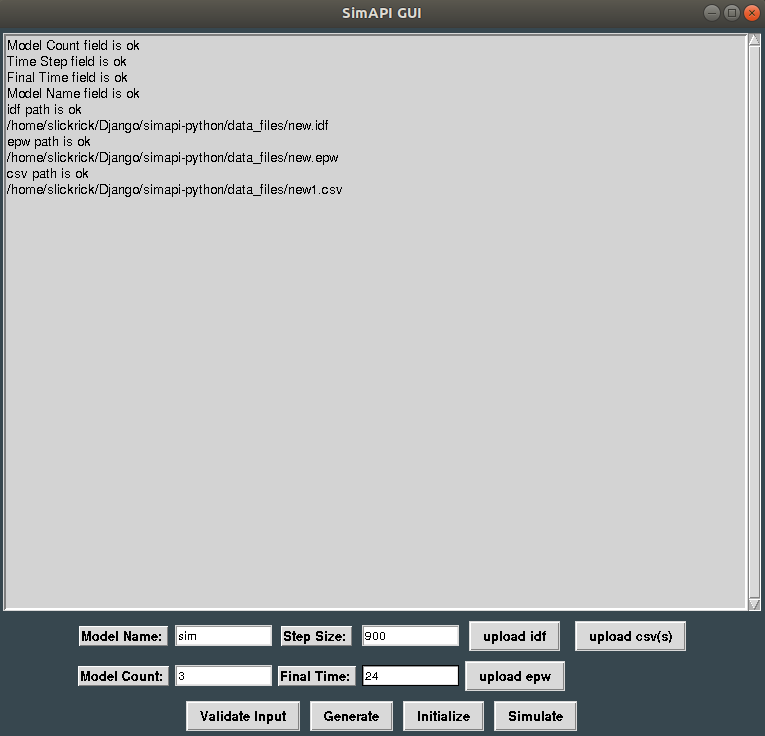 SimAPI GUI
Model Count field is ok
Time Step field is ok
Final Time field is ok
Model Name field is ok
idf path is ok
/home/slickrick/Django/simapi-python/data_files/new.idf
epw path is ok
/home/slickrick/Django/simapi-python/data_files/new.epw
csv path is ok
/home/slickrick/Django/simapi-python/data_files/new1.csv
Model Name: sim Step Size: 900 upload idf upload csv(s)
Model Count: 3 Final Time: 24 upload epw
Validate Input Generate Initialize Simulate